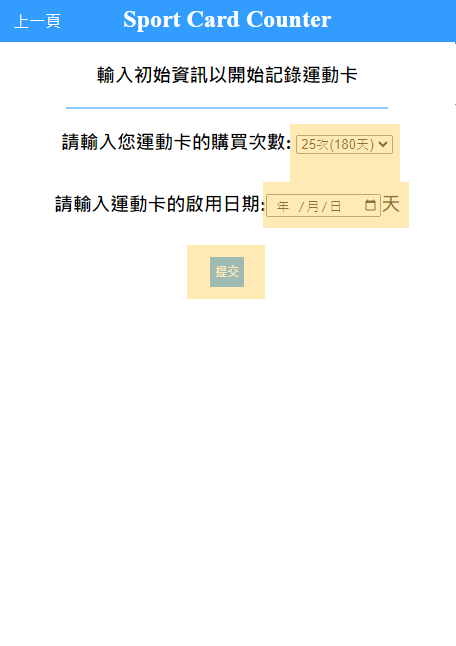 上一頁 Sport Card Counter
輸入初始資訊以開始記錄運動卡
請輸入您運動卡的購買次數: 25次(180天)
請輸入運動卡的啟用日期: 年 /月/日 天
提交